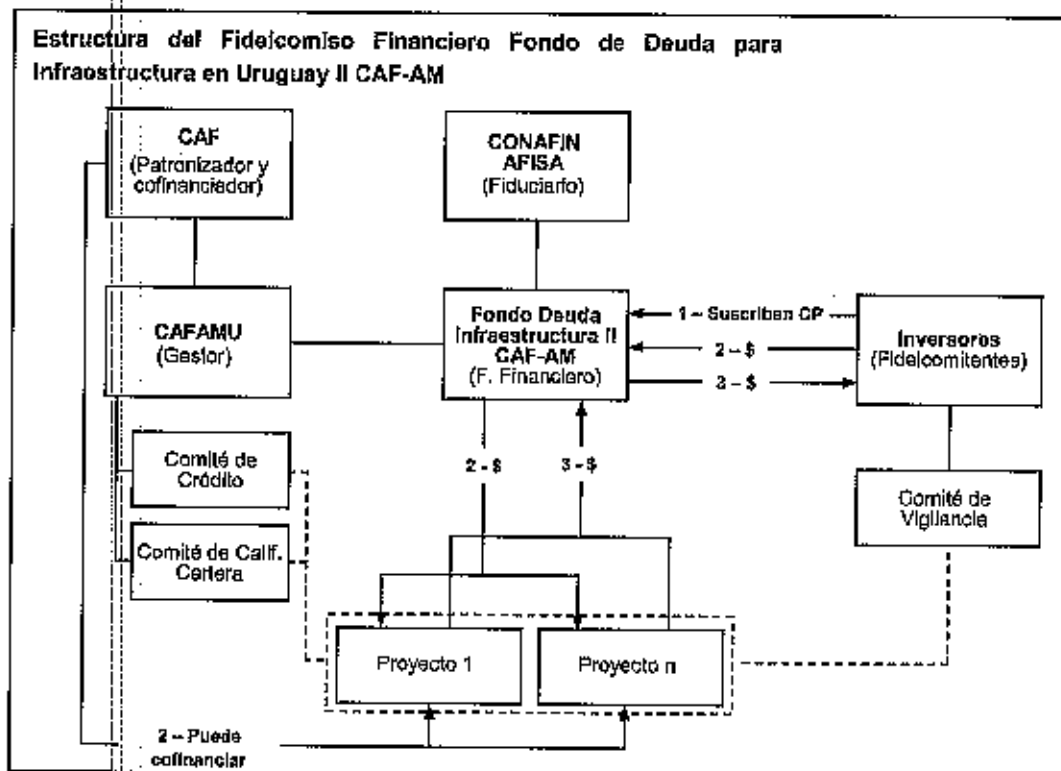 Estructura del Fideicomiso Financiero Fondo de Deuda para
Infraestructura en Uruguay II CAF-AM
CAF
(Patronizador y
cofinanciador)
CONAFIN
AFISA
(Fiduciario)
CAFAMU
(Gestor)
Fondo Deuda
Infraestructura II
CAF-AM
(F. Financiero)
1 – Suscriben CP
2 – $
3 – $
Inversores
(Fideicomitentes)
Comité de
Crédito
2 - $
3 - $
Comité de
Vigilancia
Comité de Calif.
Cartera
Proyecto 1
Proyecto n
2 – Puede
cofinanciar